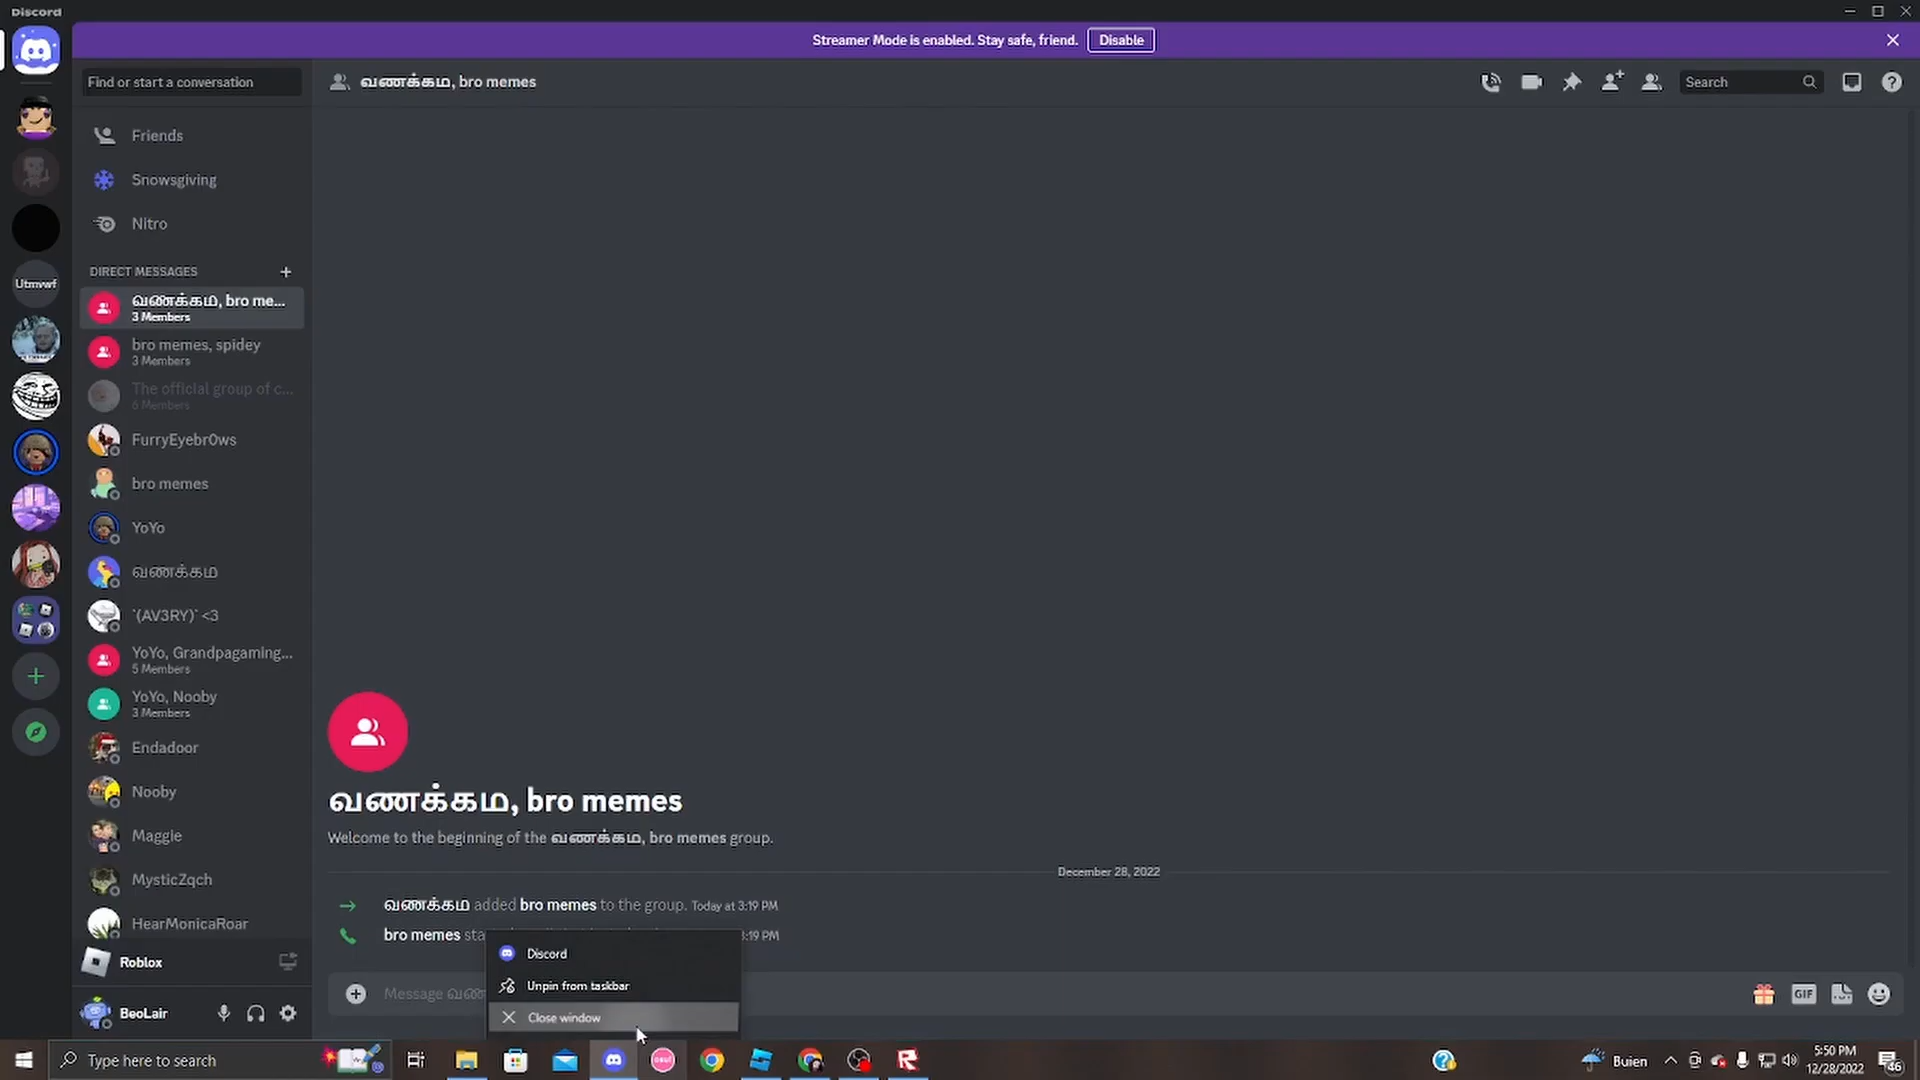 Discord
Streamer Mode is enabled. Stay safe, friend.
Disable
Find or start a conversation
வணக்கம, bro memes
Search
Friends
Snowsgiving
Nitro
DIRECT MESSAGES
வணக்கம, bro me...
3 Members
bro memes, spidey
3 Members
The official group of c...
6 Members
FurryEyebr0ws
bro memes
YoYo
வணக்கம
`(AV3RY)` <3
YoYo, Grandpagaming...
5 Members
YoYo, Nooby
3 Members
Endadoor
Nooby
Maggie
MysticZqch
HearMonicaRoar
Utmvwf
வணக்கம, bro memes
Welcome to the beginning of the வணக்கம, bro memes group.
December 28, 2022
வணக்கம added bro memes to the group. Today at 3:19 PM
bro memes sta
3:19 PM
Discord
Unpin from taskbar
Close window
Message
GIF
Roblox
BeoLair
Type here to search
osu!
Buien
5:50 PM
12/28/2022
46